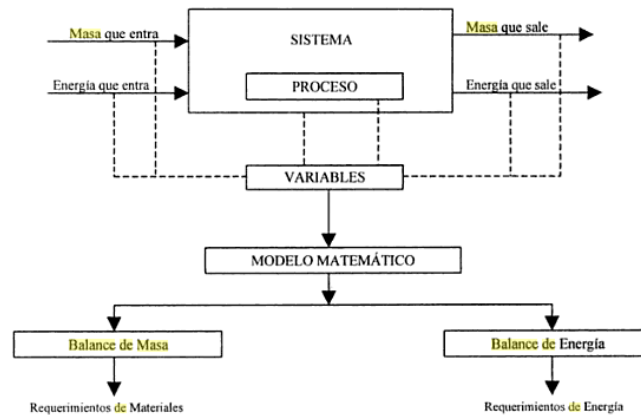 Masa que entra
SISTEMA
Masa que sale
Energía que entra
PROCESO
Energía que sale
VARIABLES
MODELO MATEMÁTICO
Balance de Masa
Balance de Energía
Requerimientos de Materiales
Requerimientos de Energía